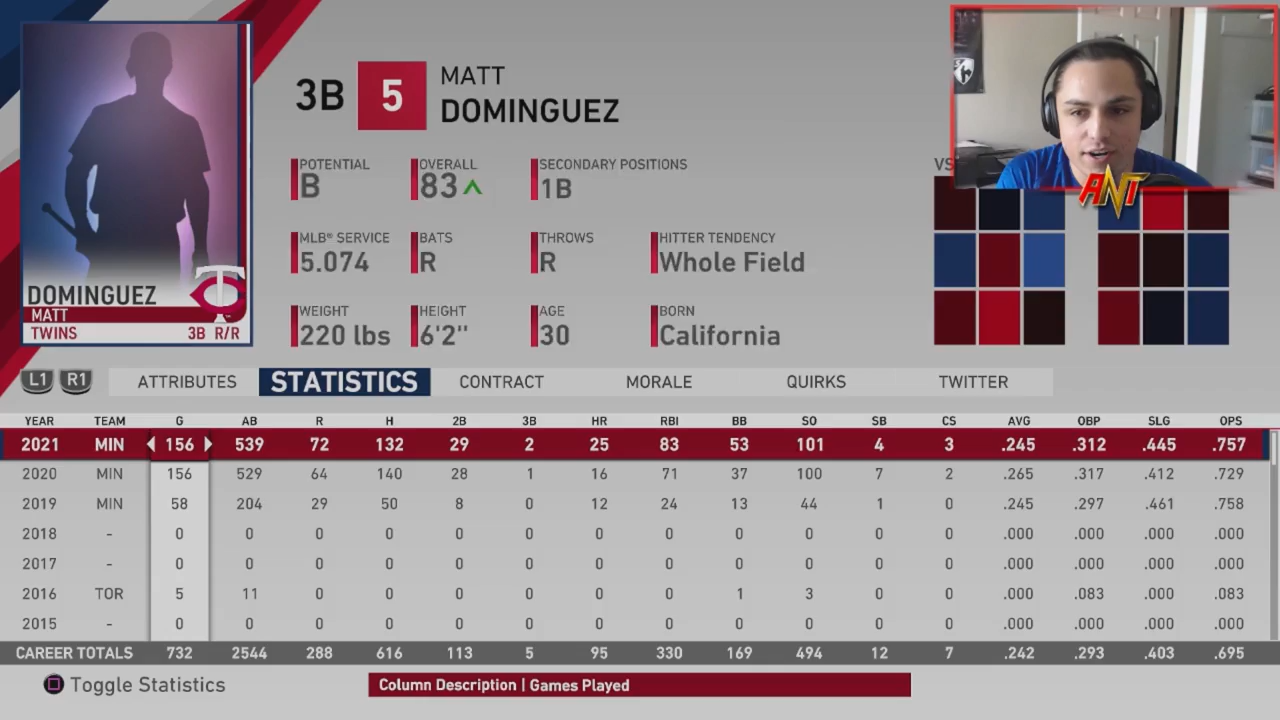 3B 5 MATT
DOMINGUEZ
POTENTIAL OVERALL SECONDARY POSITIONS
B 83 1B
MLB® SERVICE BATS THROWS HITTER TENDENCY
5.074 R R Whole Field
WEIGHT HEIGHT AGE BORN
220 lbs 6'2" 30 California
VS
ANT
DOMINGUEZ
MATT
TWINS 3B R/R
L1 R1 ATTRIBUTES STATISTICS CONTRACT MORALE QUIRKS TWITTER
YEAR TEAM G AB R H 2B 3B HR RBI BB SO SB CS AVG OBP SLG OPS
2021 MIN 156 539 72 132 29 2 25 83 53 101 4 3 .245 .312 .445 .757
2020 MIN 156 529 64 140 28 1 16 71 37 100 7 2 .265 .317 .412 .729
2019 MIN 58 204 29 50 8 0 12 24 13 44 1 0 .245 .297 .461 .758
2018 - 0 0 0 0 0 0 0 0 0 0 0 0 .000 .000 .000 .000
2017 - 0 0 0 0 0 0 0 0 0 0 0 0 .000 .000 .000 .000
2016 TOR 5 11 0 0 0 0 0 0 1 3 0 0 .000 .083 .000 .083
2015 - 0 0 0 0 0 0 0 0 0 0 0 0 .000 .000 .000 .000
CAREER TOTALS 732 2544 288 616 113 5 95 330 169 494 12 7 .242 .293 .403 .695
Toggle Statistics
Column Description | Games Played